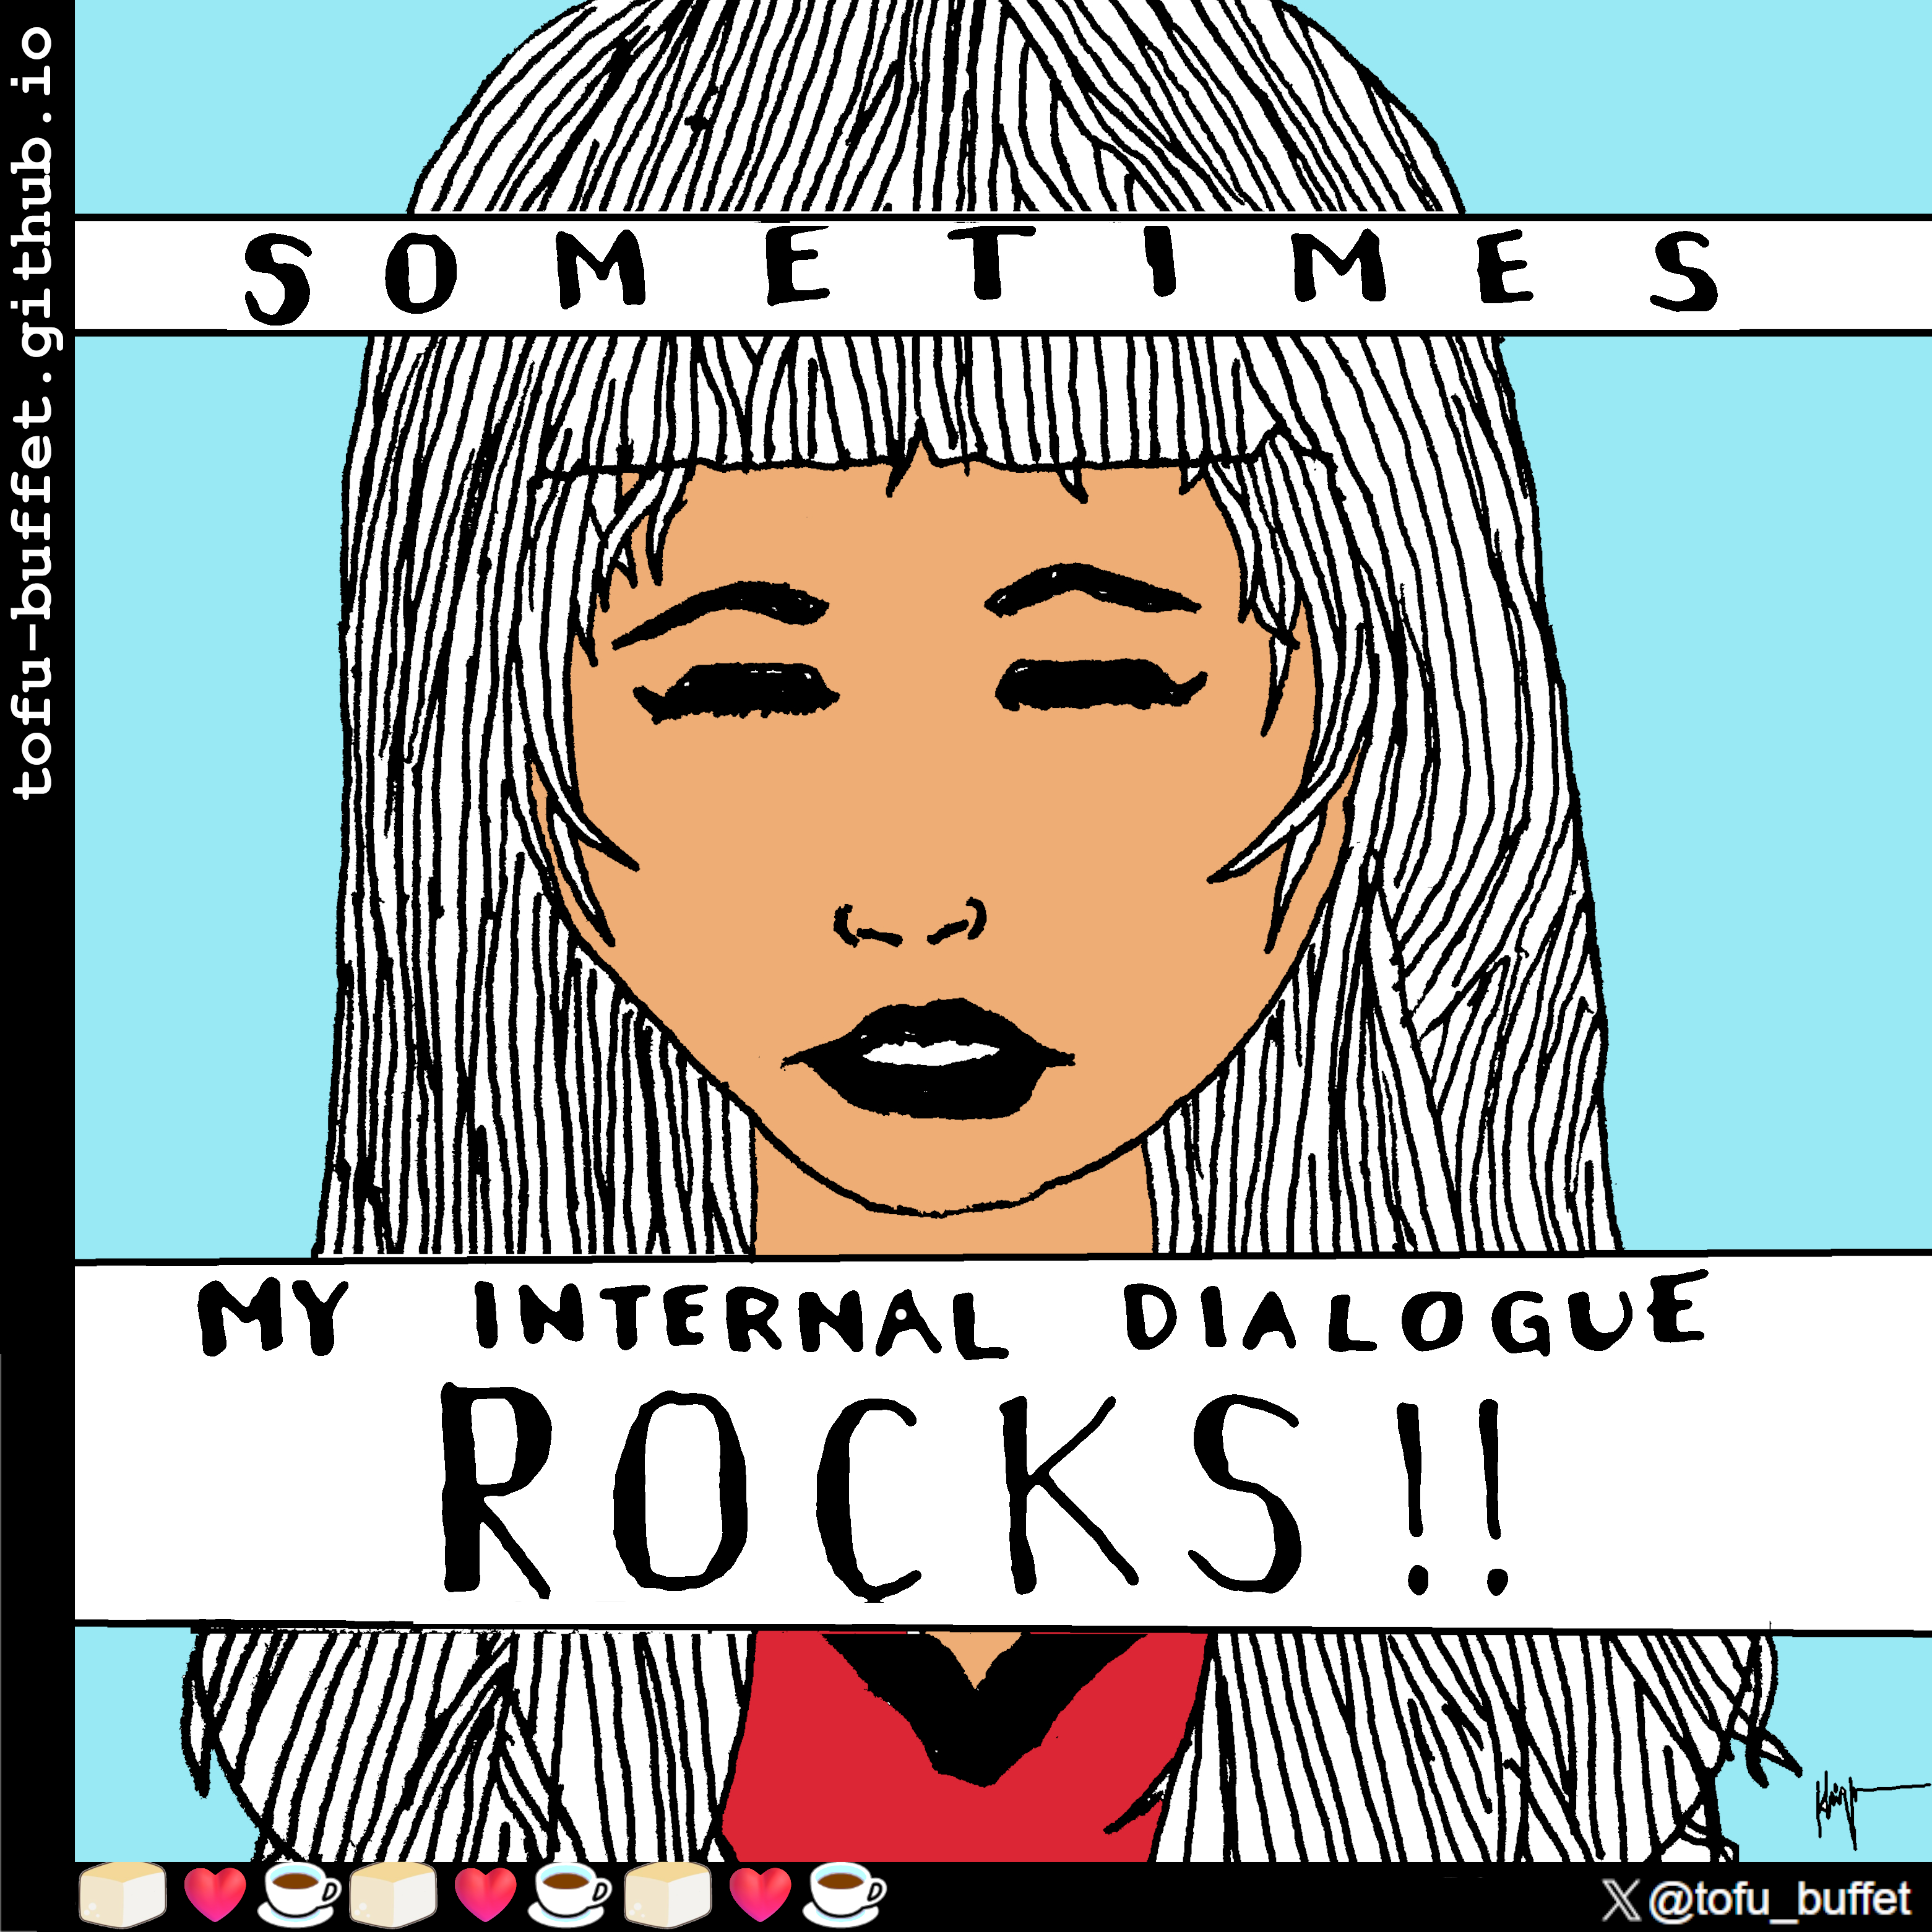 tofu-buffet.github.io
SOMETIMES
MY INTERNAL DIALOGUE
ROCKS!!
@tofu_buffet